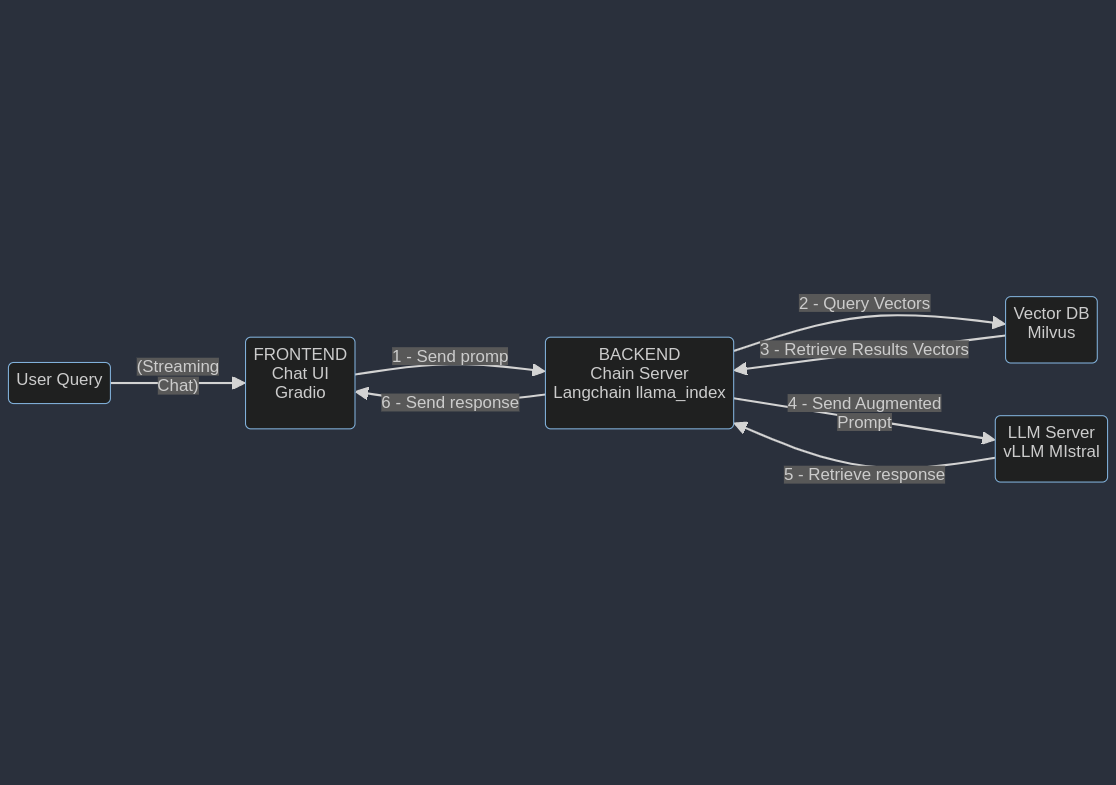 User Query
(Streaming
Chat)
FRONTEND
Chat UI
Gradio
1 - Send promp
6 - Send response
BACKEND
Chain Server
Langchain llama_index
2 - Query Vectors
3 - Retrieve Results Vectors
Vector DB
Milvus
4 - Send Augmented
Prompt
5 - Retrieve response
LLM Server
vLLM MIstral